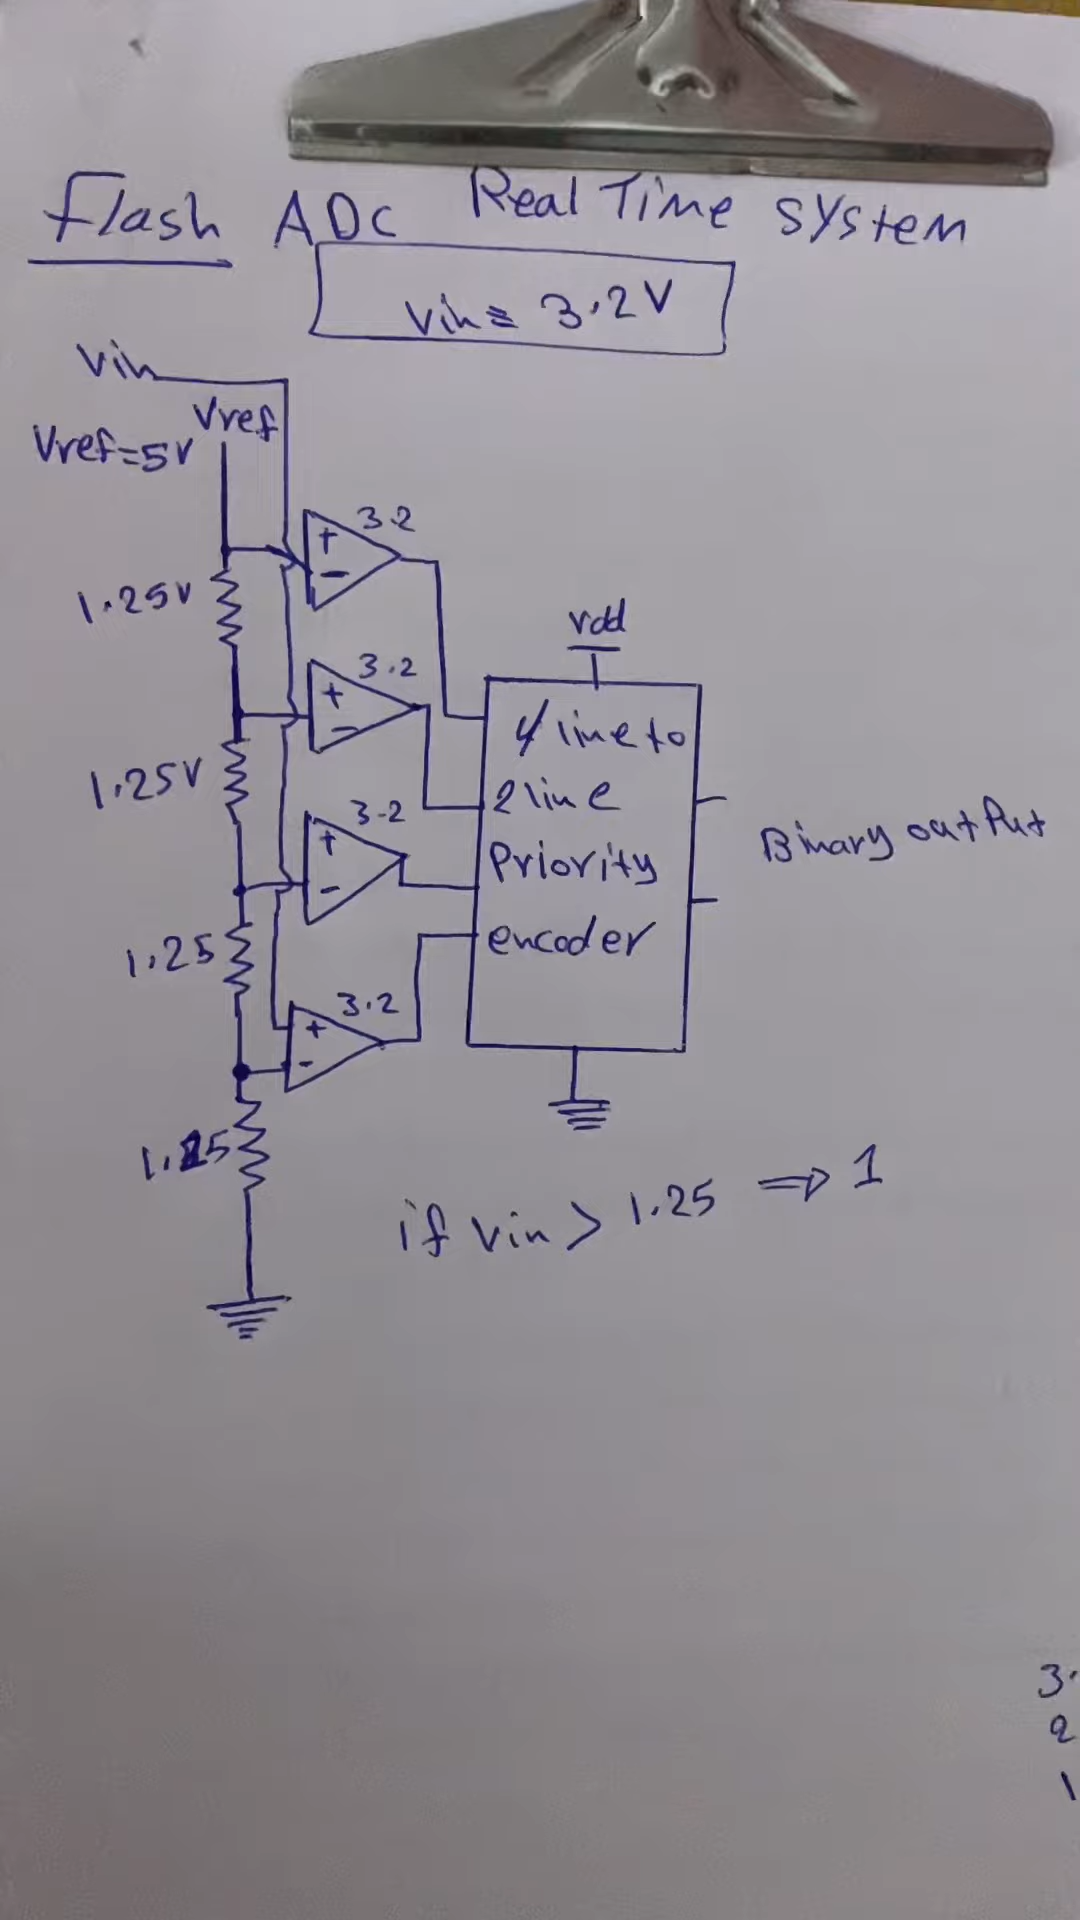 Flash ADC Real Time system
Vin = 3.2V
Vin
Vref
Vref=5V
+
-
3.2
1.25V
+
-
3.2
1.25V
+
-
3.2
1.25
+
-
3.2
1.25
Vdd
4 line to
2 line
Priority
encoder
Binary output
if Vin > 1.25 ⇒ 1
3.
2
1